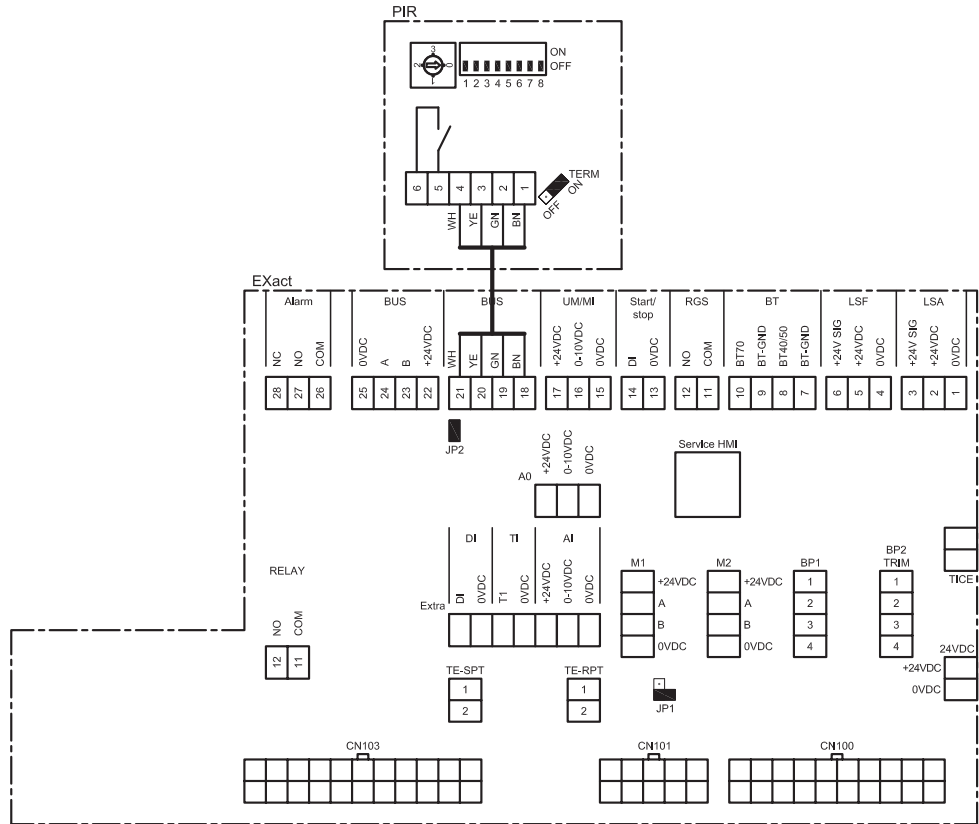 PIR
3
2
0
1
ON
OFF
1 2 3 4 5 6 7 8
6 5 4 3 2 1
TERM
ON
OFF
WH YE GN BN
EXact
Alarm BUS BUS UM/MI Start/ stop RGS BT LSF LSA
NC NO COM 0VDC A B +24VDC WH YE GN BN +24VDC 0-10VDC 0VDC DI 0VDC NO COM BT70 BT-GND BT40/50 BT-GND +24V SIG +24VDC 0VDC +24V SIG +24VDC 0VDC
28 27 26 25 24 23 22 21 20 19 18 17 16 15 14 13 12 11 10 9 8 7 6 5 4 3 2 1
JP2
A0
+24VDC 0-10VDC 0VDC
Service HMI
DI TI AI
DI 0VDC T1 0VDC +24VDC 0-10VDC 0VDC
Extra
M1
+24VDC
A
B
0VDC
M2
+24VDC
A
B
0VDC
BP1
1
2
3
4
BP2
TRIM
1
2
3
4
TICE
24VDC
+24VDC
0VDC
RELAY
NO COM
12 11
TE-SPT
1
2
TE-RPT
1
2
JP1
CN103 CN101 CN100